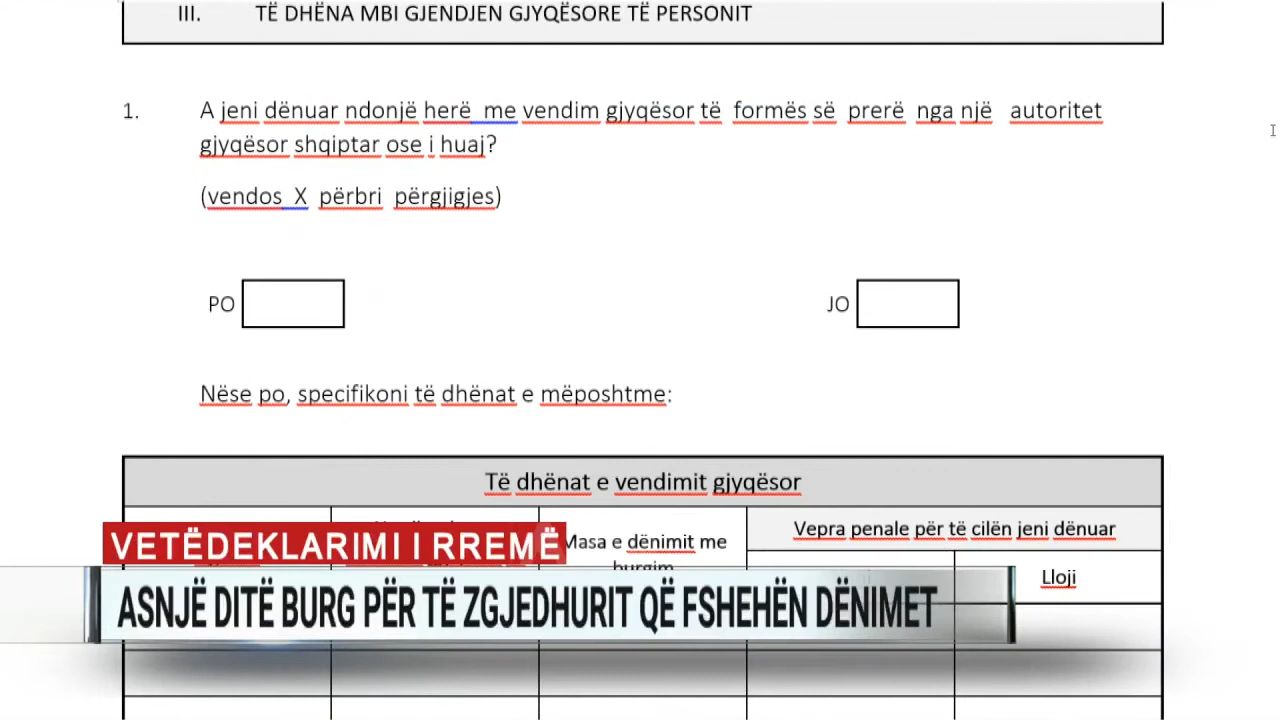 III. TË DHËNA MBI GJENDJEN GJYQËSORE TË PERSONIT
1. A jeni dënuar ndonjë herë me vendim gjyqësor të formës së prerë nga një autoritet
gjyqësor shqiptar ose i huaj?
(vendos X përbri përgjigjes)
PO JO
Nëse po, specifikoni të dhënat e mëposhtme:
Të dhënat e vendimit gjyqësor
Vepra penale për të cilën jeni dënuar
Masa e dënimit me
burgim
Lloji
VETËDEKLARIMI I RREMË
ASNJË DITË BURG PËR TË ZGJEDHURIT QË FSHEHËN DËNIMET